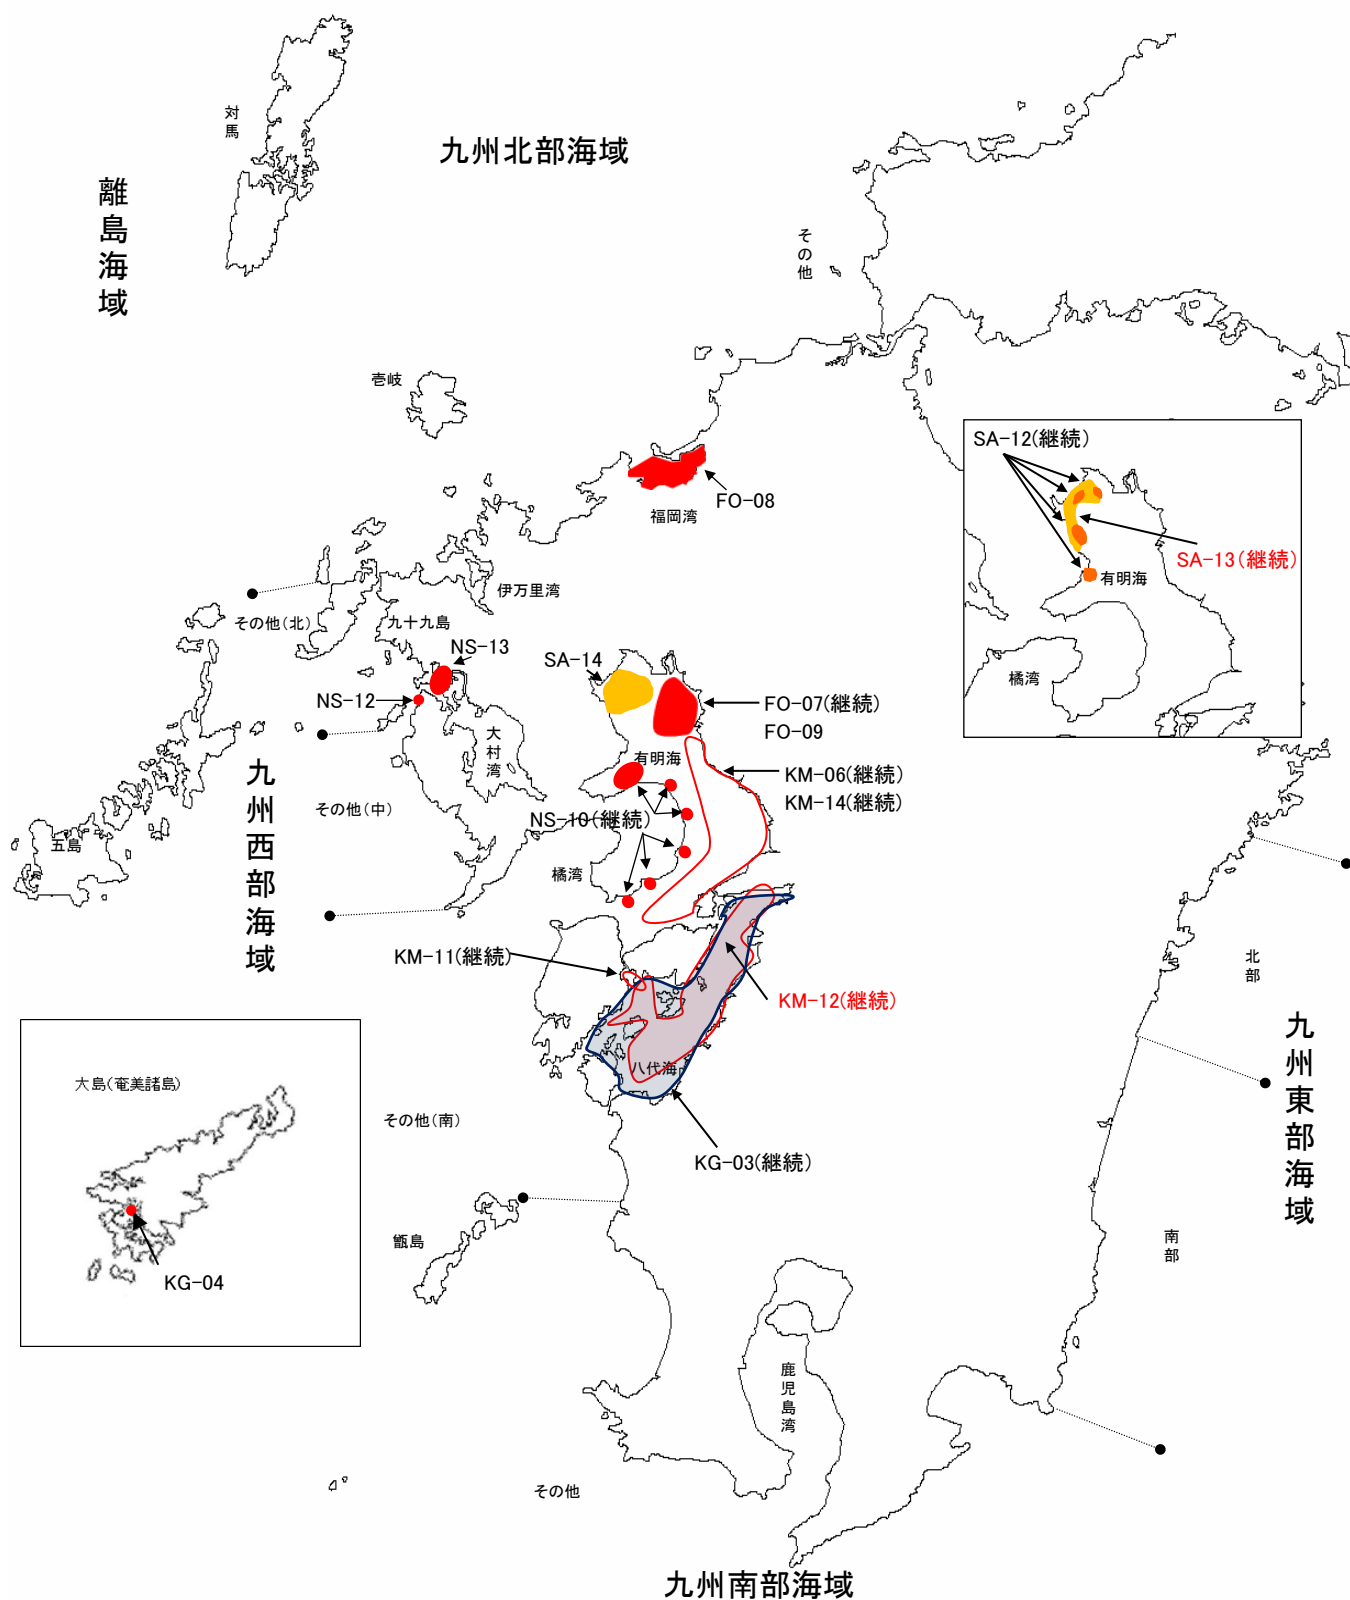 対馬
九州北部海域
離島海域
その他
壱岐
FO-08
福岡湾
SA-12(継続)
SA-13(継続)
有明海
橘湾
伊万里湾
その他(北)
九十九島
NS-13
NS-12
SA-14
FO-07(継続)
FO-09
大村湾
有明海
KM-06(継続)
KM-14(継続)
九州西部海域
その他(中)
NS-10(継続)
五島
橘湾
KM-11(継続)
KM-12(継続)
北部
九州東部海域
八代海
大島(奄美諸島)
その他(南)
KG-03(継続)
甑島
南部
KG-04
鹿児島湾
その他
九州南部海域